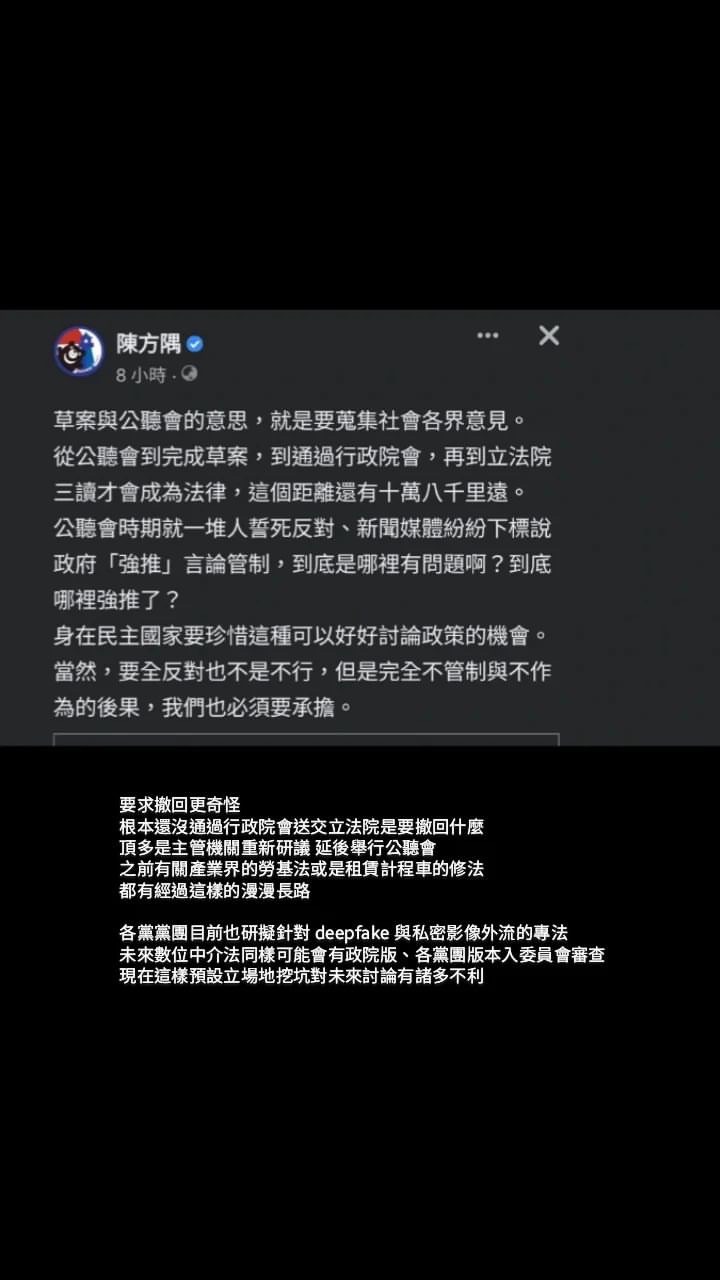 陳方隅
8 小時 ·
草案與公聽會的意思，就是要蒐集社會各界意見。
從公聽會到完成草案，到通過行政院會，再到立法院
三讀才會成為法律，這個距離還有十萬八千里遠。
公聽會時期就一堆人誓死反對、新聞媒體紛紛下標說
政府「強推」言論管制，到底是哪裡有問題啊？到底
哪裡強推了？
身在民主國家要珍惜這種可以好好討論政策的機會。
當然，要全反對也不是不行，但是完全不管制與不作
為的後果，我們也必須要承擔。
要求撤回更奇怪
根本還沒通過行政院會送交立法院是要撤回什麼
頂多是主管機關重新研議 延後舉行公聽會
之前有關產業界的勞基法或是租賃計程車的修法
都有經過這樣的漫漫長路
各黨黨團目前也研擬針對 deepfake 與私密影像外流的專法
未來數位中介法同樣可能會有政院版、各黨團版本入委員會審查
現在這樣預設立場地挖坑對未來討論有諸多不利